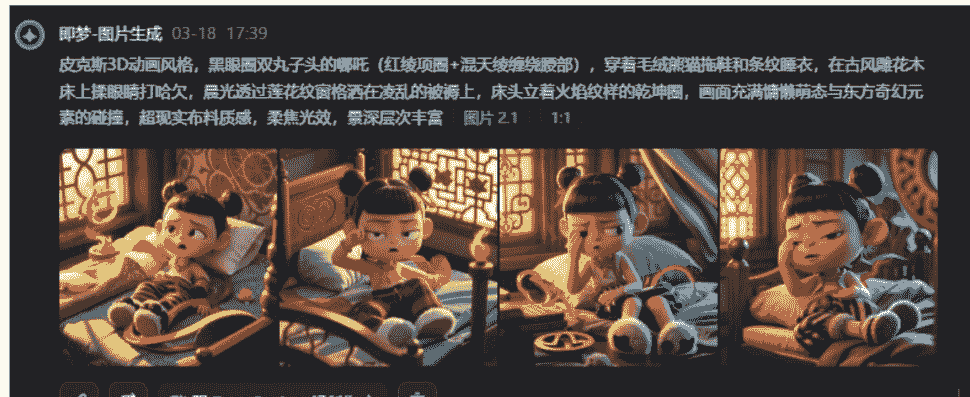 即梦-图片生成 03-18 17:39
皮克斯3D动画风格，黑眼圈双丸子头的哪吒（红绫项圈+混天绫缠绕腰部），穿着毛绒熊猫拖鞋和条纹睡衣，在古风雕花木
床上揉眼睛打哈欠，晨光透过莲花纹窗格洒在凌乱的被褥上，床头立着火焰纹样的乾坤圈，画面充满慵懒萌态与东方奇幻元
素的碰撞，超现实布料质感，柔焦光效，景深层次丰富 图片 2.1 1:1